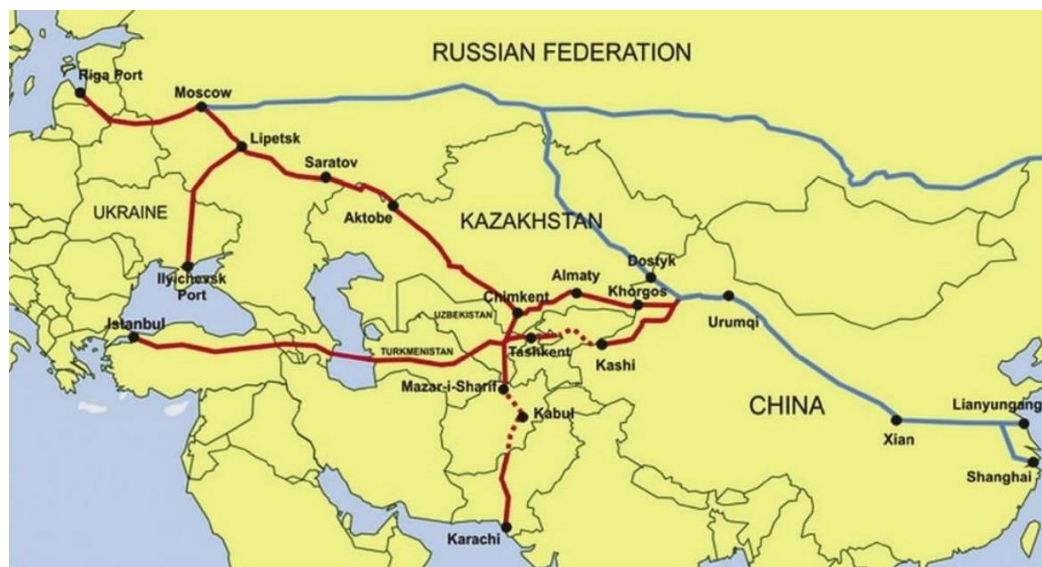 RUSSIAN FEDERATION
Riga Port
Moscow
Lipetsk
Saratov
UKRAINE
Aktobe
KAZAKHSTAN
Dostyk
Ilyichevsk
Port
Almaty
Khorgos
Chimkent
UZBEKISTAN
Urumqi
Istanbul
TURKMENISTAN
Tashkent
Kashi
Mazar-i-Sharif
Kabul
CHINA
Lianyungang
Xian
Shanghai
Karachi